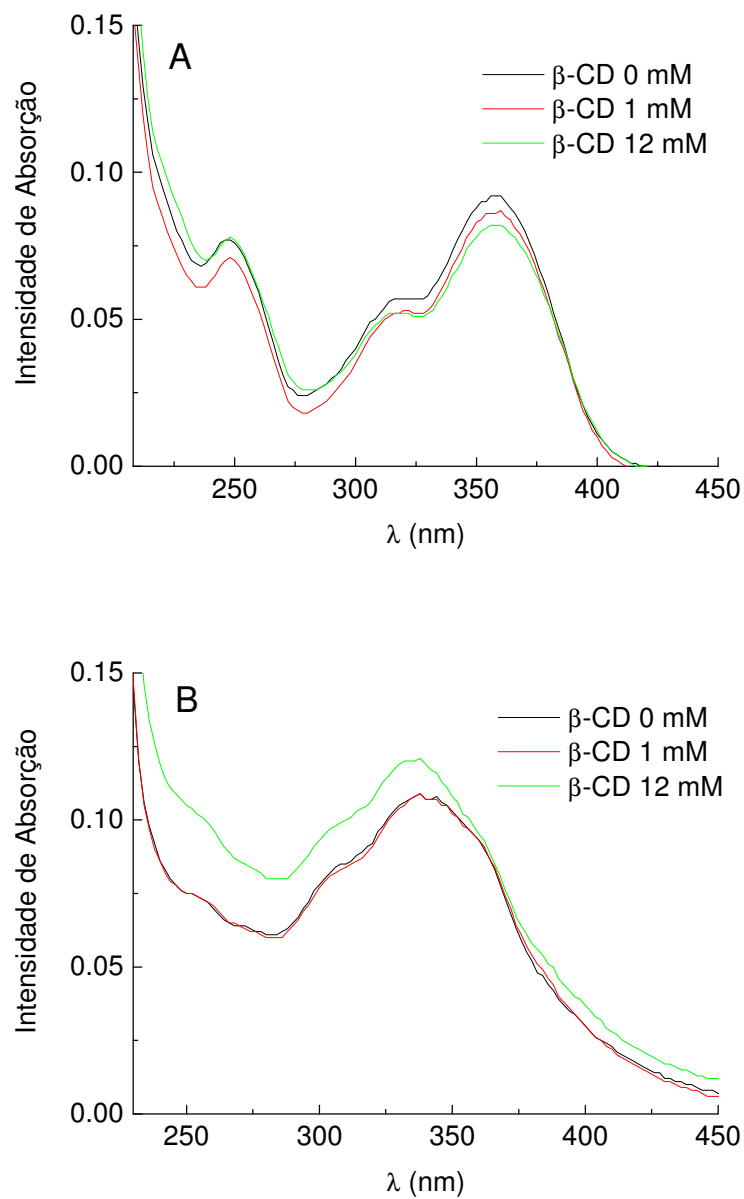 A
β-CD 0 mM
β-CD 1 mM
β-CD 12 mM
Intensidade de Absorção
0.15
0.10
0.05
0.00
250 300 350 400 450
λ (nm)
B
β-CD 0 mM
β-CD 1 mM
β-CD 12 mM
Intensidade de Absorção
0.15
0.10
0.05
0.00
250 300 350 400 450
λ (nm)